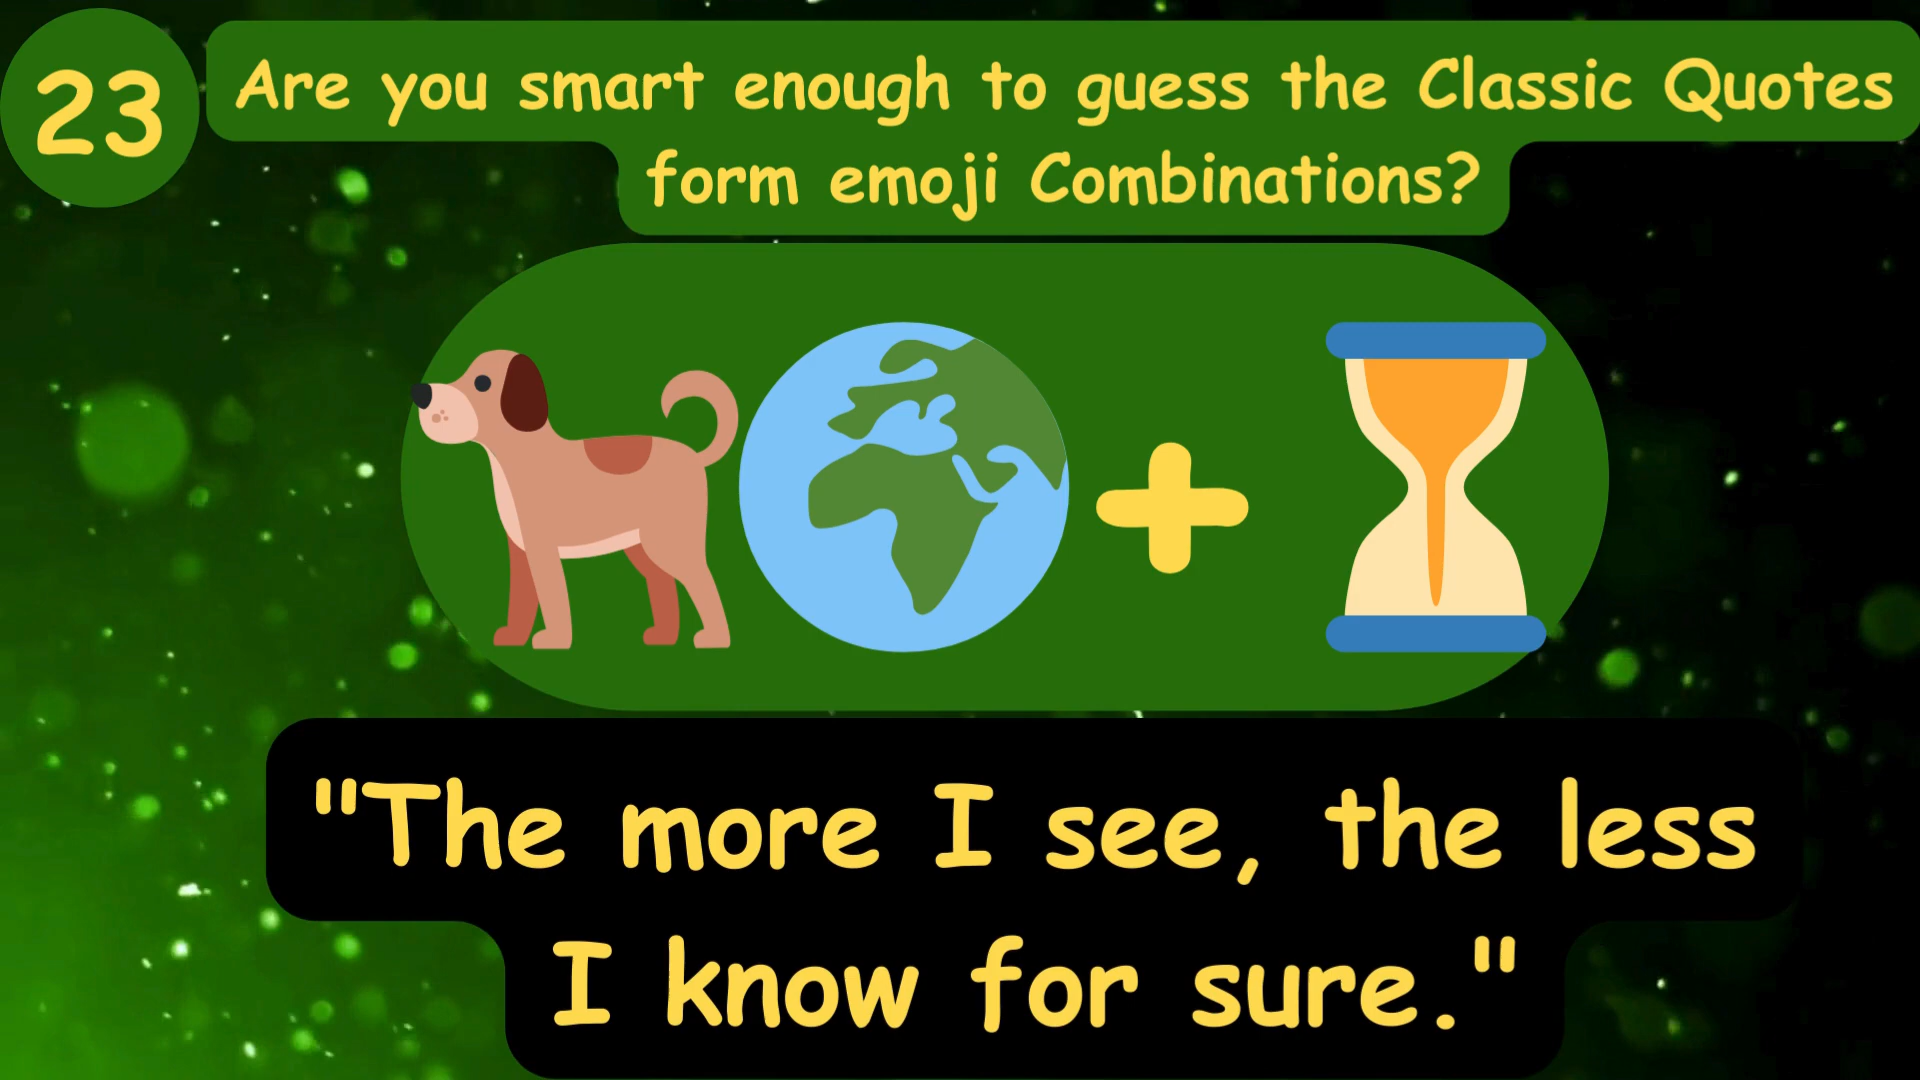 23
Are you smart enough to guess the Classic Quotes
form emoji Combinations?
"The more I see, the less
I know for sure."